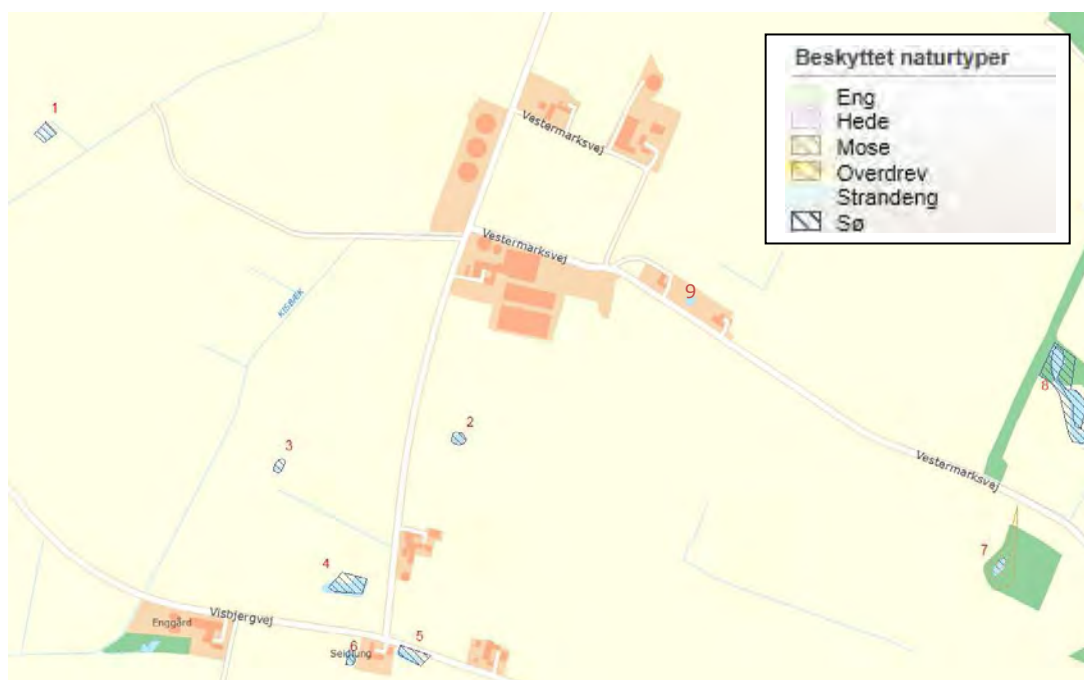 Beskyttet naturtyper
Eng
Hede
Mose
Overdrev
Strandeng
Sø
1
Vestermarksvej
Vestermarksvej
9
KISBÆK
8
2
3
Vestermarksvej
7
4
Visbjergvej
Enggård
5
6